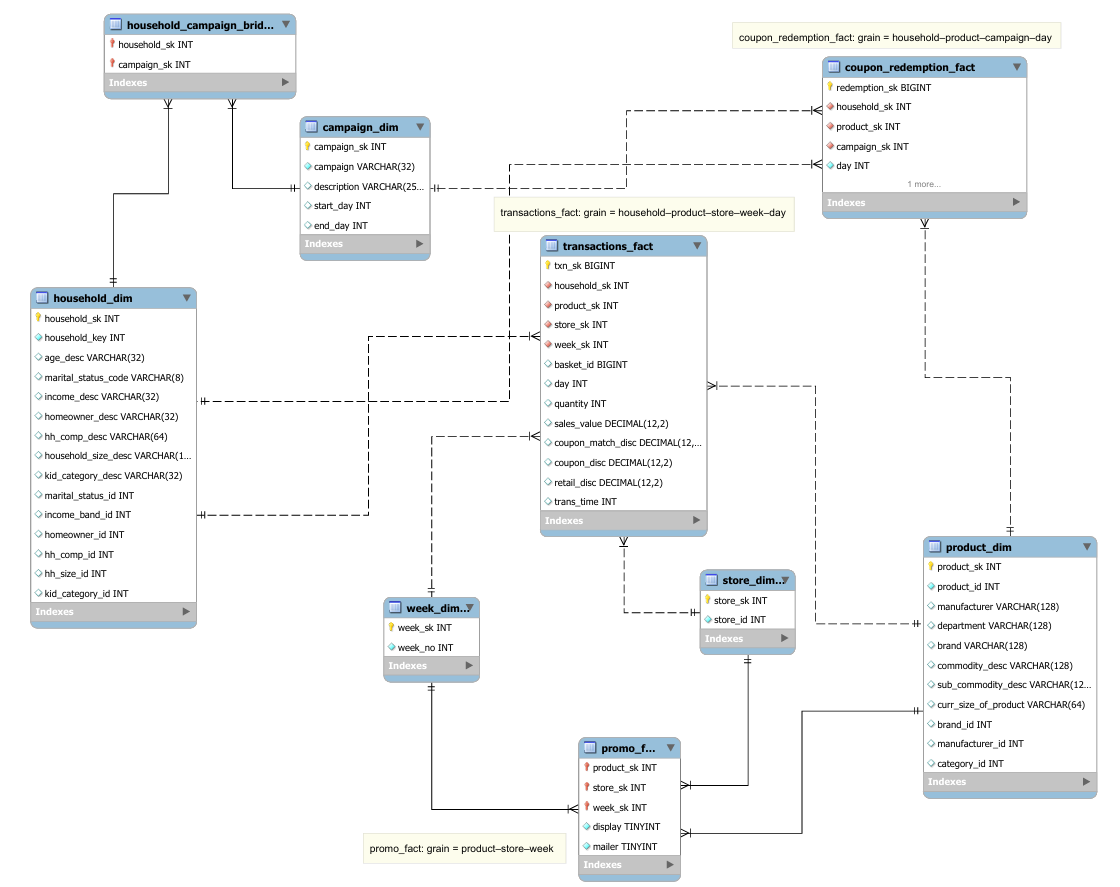 household_campaign_brid...
household_sk INT
campaign_sk INT
Indexes
coupon_redemption_fact: grain = household–product–campaign–day
coupon_redemption_fact
redemption_sk BIGINT
household_sk INT
product_sk INT
campaign_sk INT
day INT
1 more...
Indexes
campaign_dim
campaign_sk INT
campaign VARCHAR(32)
description VARCHAR(25...
start_day INT
end_day INT
Indexes
transactions_fact: grain = household–product–store–week–day
transactions_fact
txn_sk BIGINT
household_sk INT
product_sk INT
store_sk INT
week_sk INT
basket_id BIGINT
day INT
quantity INT
sales_value DECIMAL(12,2)
coupon_match_disc DECIMAL(12,...
coupon_disc DECIMAL(12,2)
retail_disc DECIMAL(12,2)
trans_time INT
Indexes
household_dim
household_sk INT
household_key INT
age_desc VARCHAR(32)
marital_status_code VARCHAR(8)
income_desc VARCHAR(32)
homeowner_desc VARCHAR(32)
hh_comp_desc VARCHAR(64)
household_size_desc VARCHAR(1...
kid_category_desc VARCHAR(32)
marital_status_id INT
income_band_id INT
homeowner_id INT
hh_comp_id INT
hh_size_id INT
kid_category_id INT
Indexes
week_dim...
week_sk INT
week_no INT
Indexes
store_dim...
store_sk INT
store_id INT
Indexes
product_dim
product_sk INT
product_id INT
manufacturer VARCHAR(128)
department VARCHAR(128)
brand VARCHAR(128)
commodity_desc VARCHAR(128)
sub_commodity_desc VARCHAR(12...
curr_size_of_product VARCHAR(64)
brand_id INT
manufacturer_id INT
category_id INT
Indexes
promo_f...
product_sk INT
store_sk INT
week_sk INT
display TINYINT
mailer TINYINT
Indexes
promo_fact: grain = product–store–week